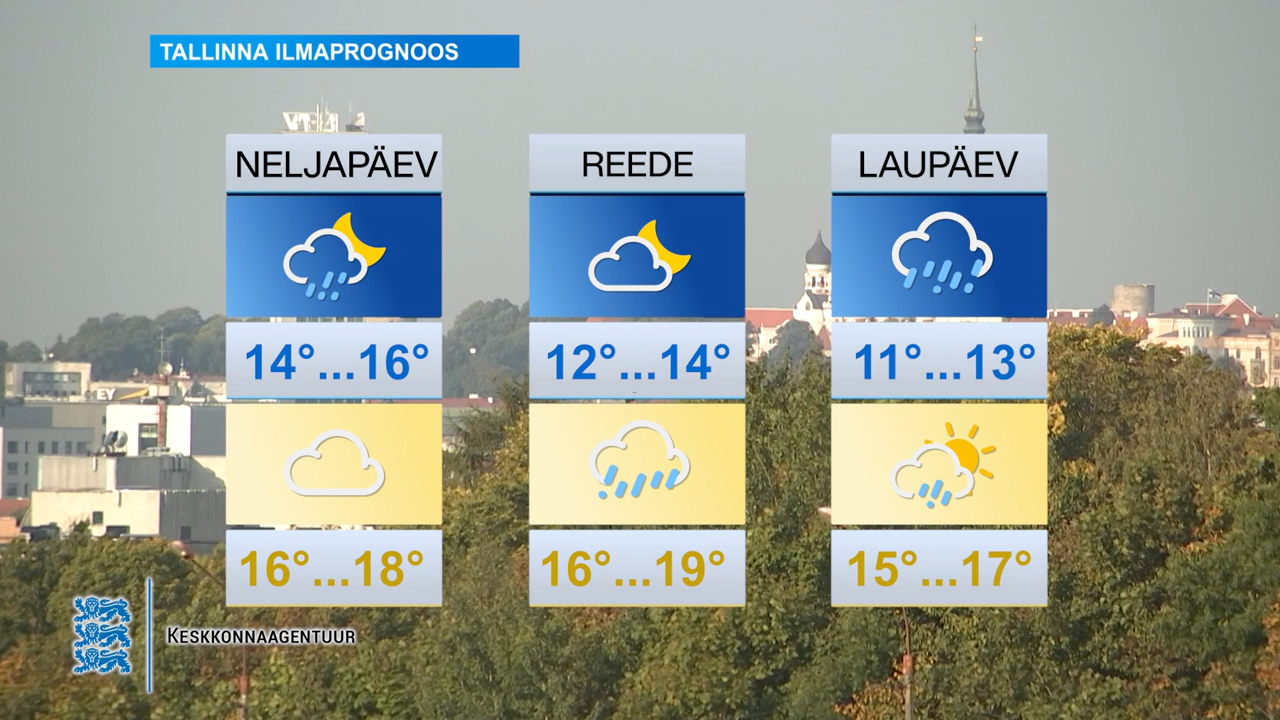 TALLINNA ILMAPROGNOOS
NELJAPÄEV
14°...16°
16°...18°
REEDE
12°...14°
16°...19°
LAUPÄEV
11°...13°
15°...17°
KESKKONNAAGENTUUR